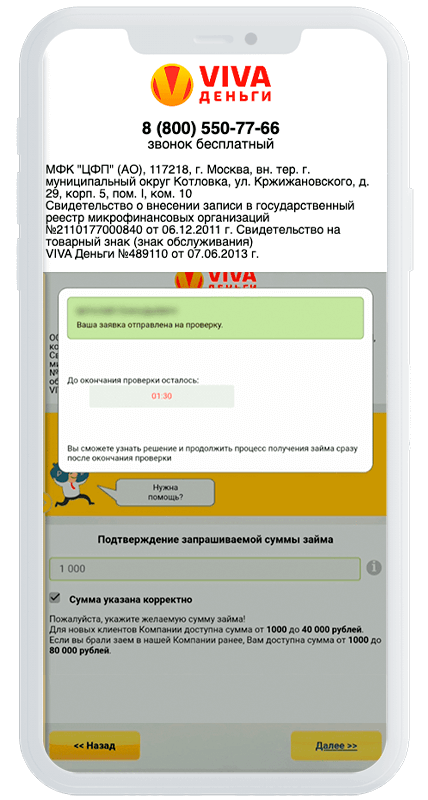 VIVA
ДЕНЬГИ
8 (800) 550-77-66
звонок бесплатный
МФК "ЦФП" (АО), 117218, г. Москва, вн. тер. г.
муниципальный округ Котловка, ул. Кржижановского, д.
29, корп. 5, пом. I, ком. 10
Свидетельство о внесении записи в государственный
реестр микрофинансовых организаций
№2110177000840 от 06.12.2011 г. Свидетельство на
товарный знак (знак обслуживания)
VIVA Деньги №489110 от 07.06.2013 г.
VIVA
ДЕНЬГИ
Ваша заявка отправлена на проверку.
До окончания проверки осталось:
01:30
Вы сможете узнать решение и продолжить процесс получения займа сразу
после окончания проверки
Нужна
помощь?
Подтверждение запрашиваемой суммы займа
1 000
Сумма указана корректно
Пожалуйста, укажите желаемую сумму займа!
Для новых клиентов Компании доступна сумма от 1000 до 40 000 рублей.
Если вы брали заем в нашей Компании ранее, Вам доступна сумма от 1000 до
80 000 рублей.
<< Назад
Далее >>